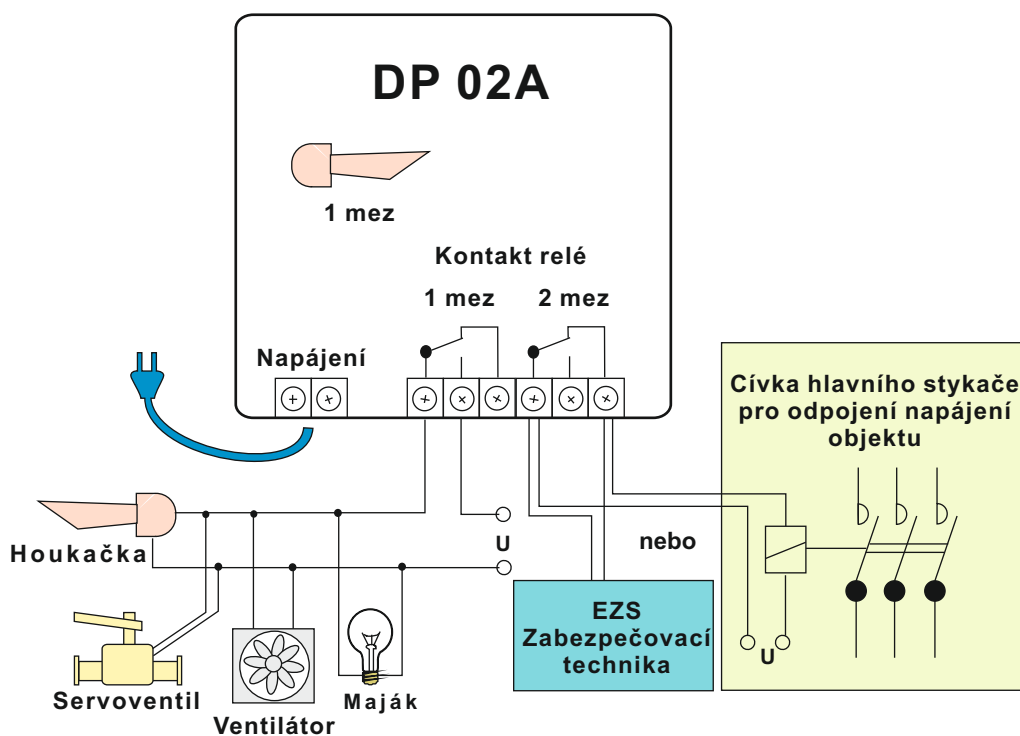 DP 02A
1 mez
Kontakt relé
1 mez
2 mez
Napájení
Cívka hlavního stykače
pro odpojení napájení
objektu
Houkačka
U
nebo
EZS
Zabezpečovací
technika
U
Servoventil
Ventilátor
Maják